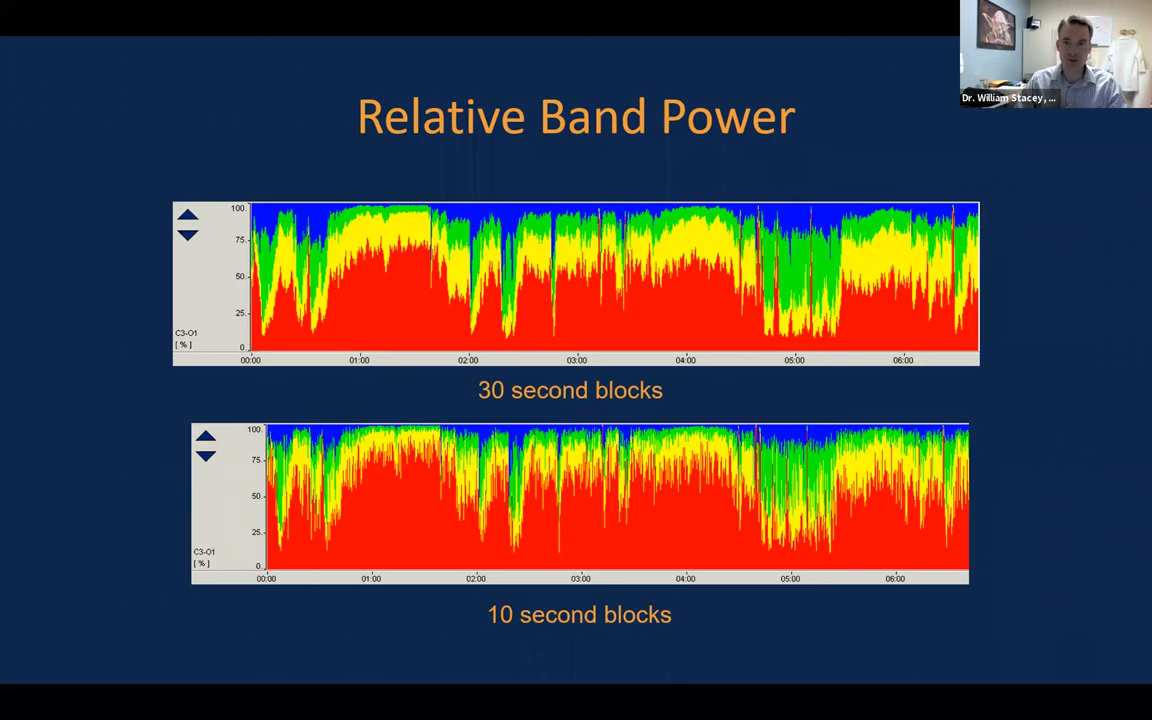 Dr. William Stacey, ...
Relative Band Power
100.
75.
50.
25.
0.
C3-O1
[ % ]
00:00 01:00 02:00 03:00 04:00 05:00 06:00
30 second blocks
100.
75.
50.
25.
0.
C3-O1
[ % ]
00:00 01:00 02:00 03:00 04:00 05:00 06:00
10 second blocks